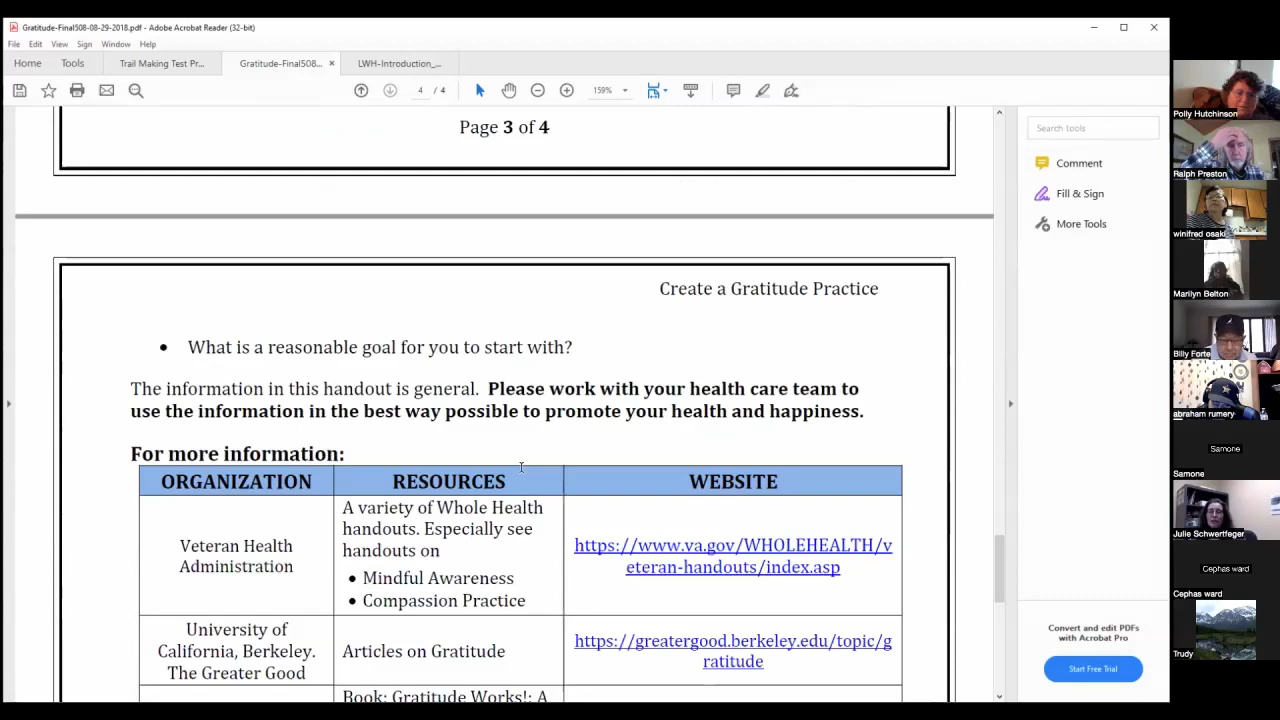 Gratitude-Final508-08-29-2018.pdf - Adobe Acrobat Reader (32-bit)
File Edit View Sign Window Help
Home Tools Trail Making Test Pr... Gratitude-Final508... × LWH-Introduction_...
4 / 4 159%
Page 3 of 4
Create a Gratitude Practice
• What is a reasonable goal for you to start with?
The information in this handout is general. Please work with your health care team to
use the information in the best way possible to promote your health and happiness.
For more information:
ORGANIZATION RESOURCES WEBSITE
Veteran Health
Administration
A variety of Whole Health
handouts. Especially see
handouts on
• Mindful Awareness
• Compassion Practice
https://www.va.gov/WHOLEHEALTH/v
eteran-handouts/index.asp
University of
California, Berkeley.
The Greater Good
Articles on Gratitude
https://greatergood.berkeley.edu/topic/g
ratitude
Book: Gratitude Works!: A
Search tools
Comment
Fill & Sign
More Tools
Convert and edit PDFs
with Acrobat Pro
Start Free Trial
Polly Hutchinson
Ralph Preston
winifred osaki
Marilyn Belton
Billy Forte
abraham rumery
Samone
Samone
Julie Schwertfeger
Cephas ward
Cephas ward
Trudy